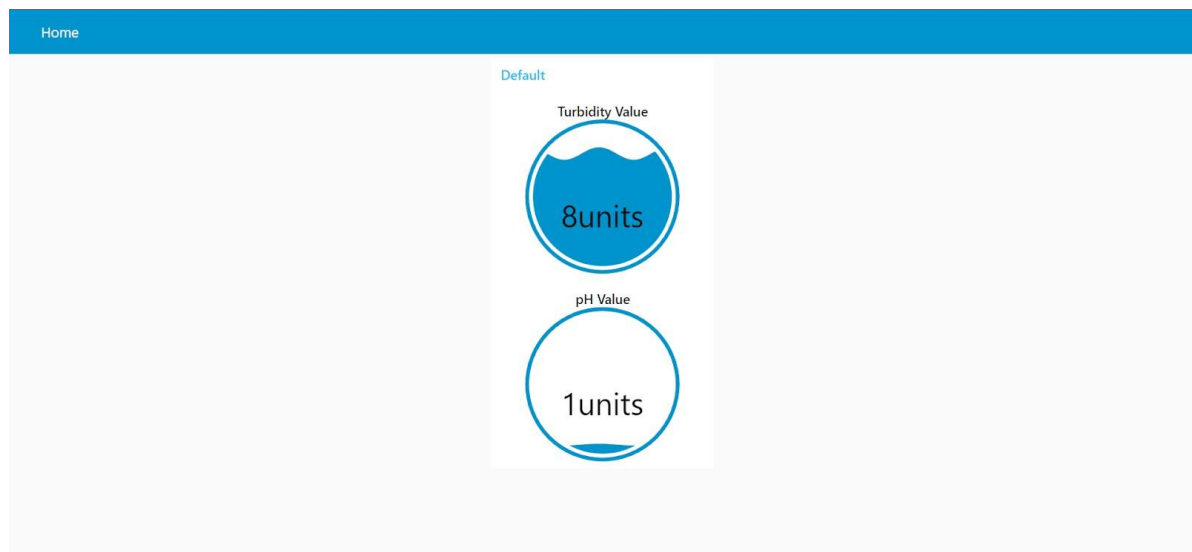 Home
Default
Turbidity Value
8units
pH Value
1units